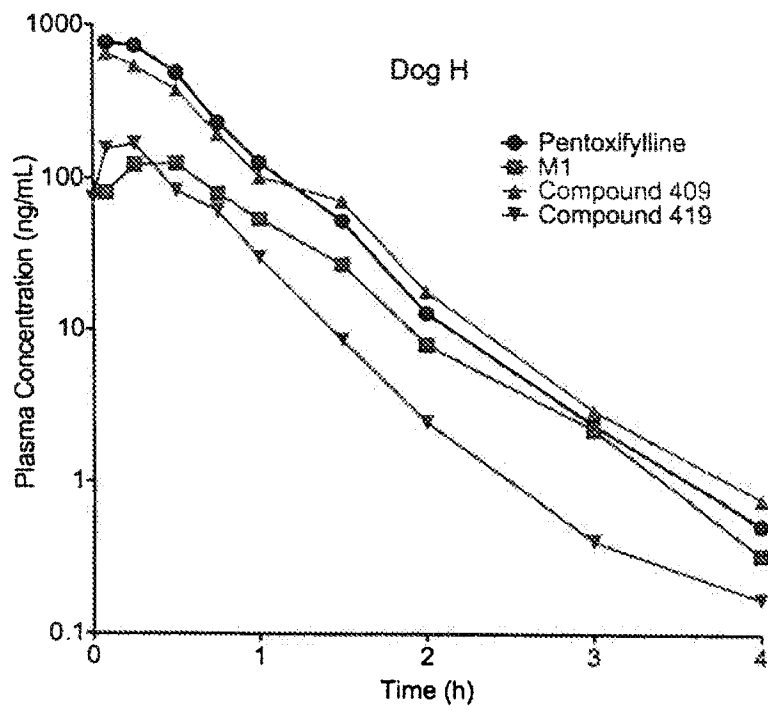 1000
100
10
1
0.1
Plasma Concentration (ng/mL)
Dog H
Pentoxifylline
M1
Compound 409
Compound 419
0 1 2 3 4
Time (h)